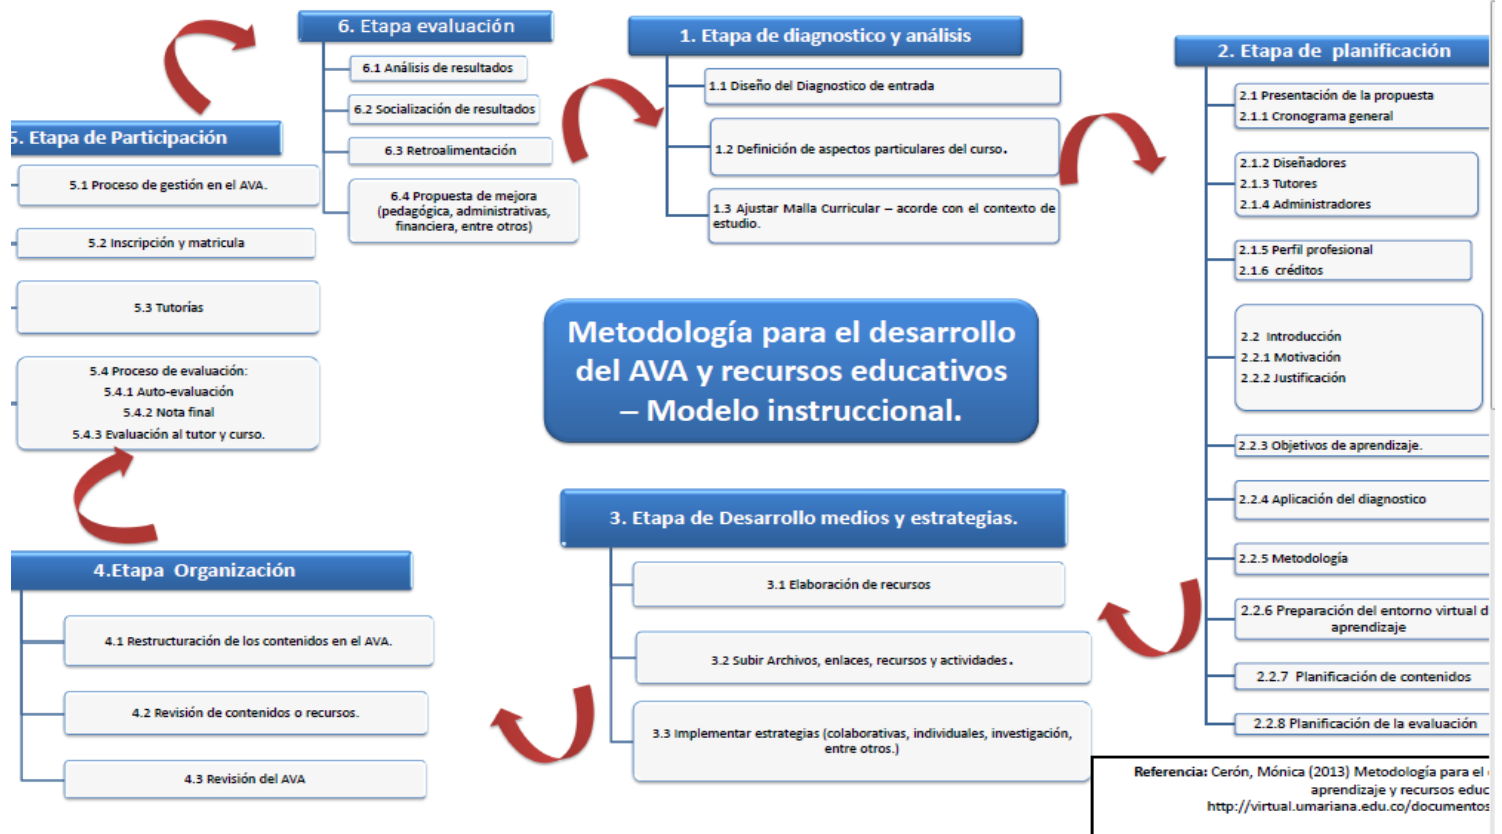 6. Etapa evaluación
6.1 Análisis de resultados
6.2 Socialización de resultados
6.3 Retroalimentación
6.4 Propuesta de mejora
(pedagógica, administrativas,
financiera, entre otros)
1. Etapa de diagnostico y análisis
1.1 Diseño del Diagnostico de entrada
1.2 Definición de aspectos particulares del curso.
1.3 Ajustar Malla Curricular – acorde con el contexto de
estudio.
2. Etapa de planificación
2.1 Presentación de la propuesta
2.1.1 Cronograma general
2.1.2 Diseñadores
2.1.3 Tutores
2.1.4 Administradores
2.1.5 Perfil profesional
2.1.6 créditos
2.2 Introducción
2.2.1 Motivación
2.2.2 Justificación
2.2.3 Objetivos de aprendizaje.
2.2.4 Aplicación del diagnostico
2.2.5 Metodología
2.2.6 Preparación del entorno virtual d
aprendizaje
2.2.7 Planificación de contenidos
2.2.8 Planificación de la evaluación
5. Etapa de Participación
5.1 Proceso de gestión en el AVA.
5.2 Inscripción y matricula
5.3 Tutorías
5.4 Proceso de evaluación:
5.4.1 Auto-evaluación
5.4.2 Nota final
5.4.3 Evaluación al tutor y curso.
Metodología para el desarrollo
del AVA y recursos educativos
– Modelo instruccional.
3. Etapa de Desarrollo medios y estrategias.
3.1 Elaboración de recursos
3.2 Subir Archivos, enlaces, recursos y actividades.
3.3 Implementar estrategias (colaborativas, individuales, investigación,
entre otros.)
4.Etapa Organización
4.1 Restructuración de los contenidos en el AVA.
4.2 Revisión de contenidos o recursos.
4.3 Revisión del AVA
Referencia: Cerón, Mónica (2013) Metodología para el
aprendizaje y recursos educ
http://virtual.umariana.edu.co/documentos